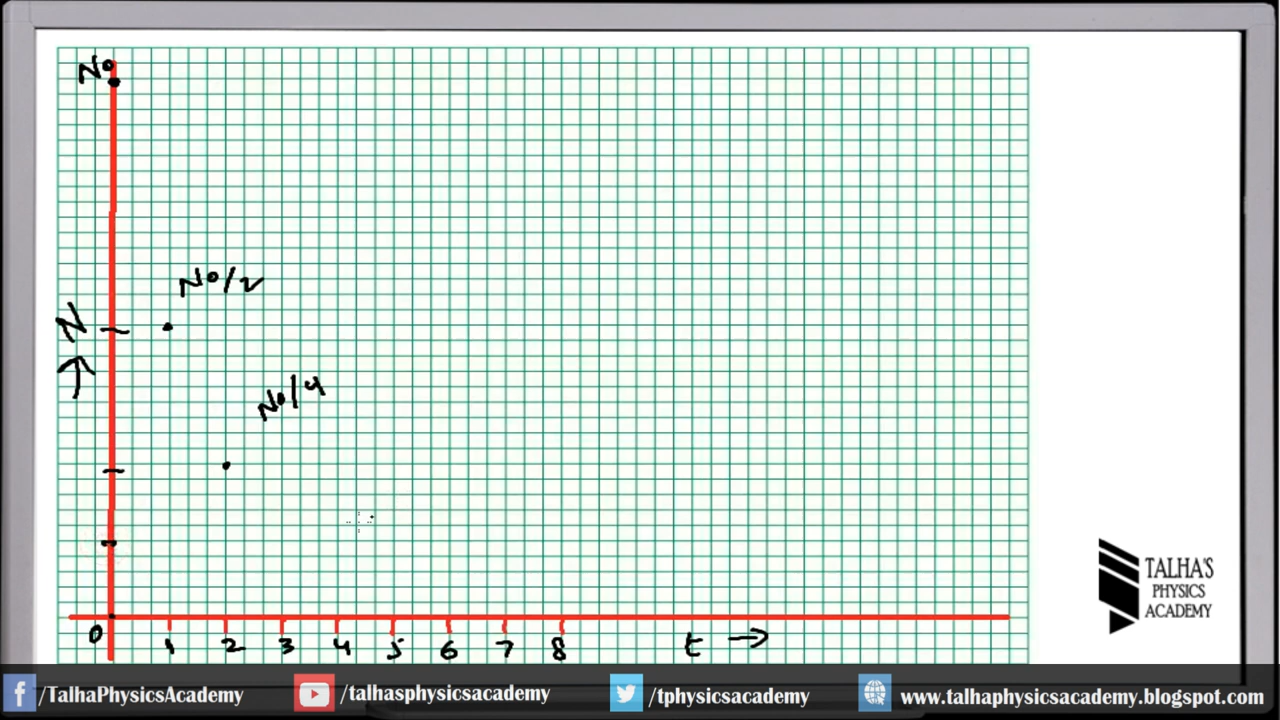 No
No/2
N
No/4
0 1 2 3 4 5 6 7 8 t
TALHA'S
PHYSICS
ACADEMY
/TalhaPhysicsAcademy /talhasphysicsacademy /tphysicsacademy www.talhaphysicsacademy.blogspot.com